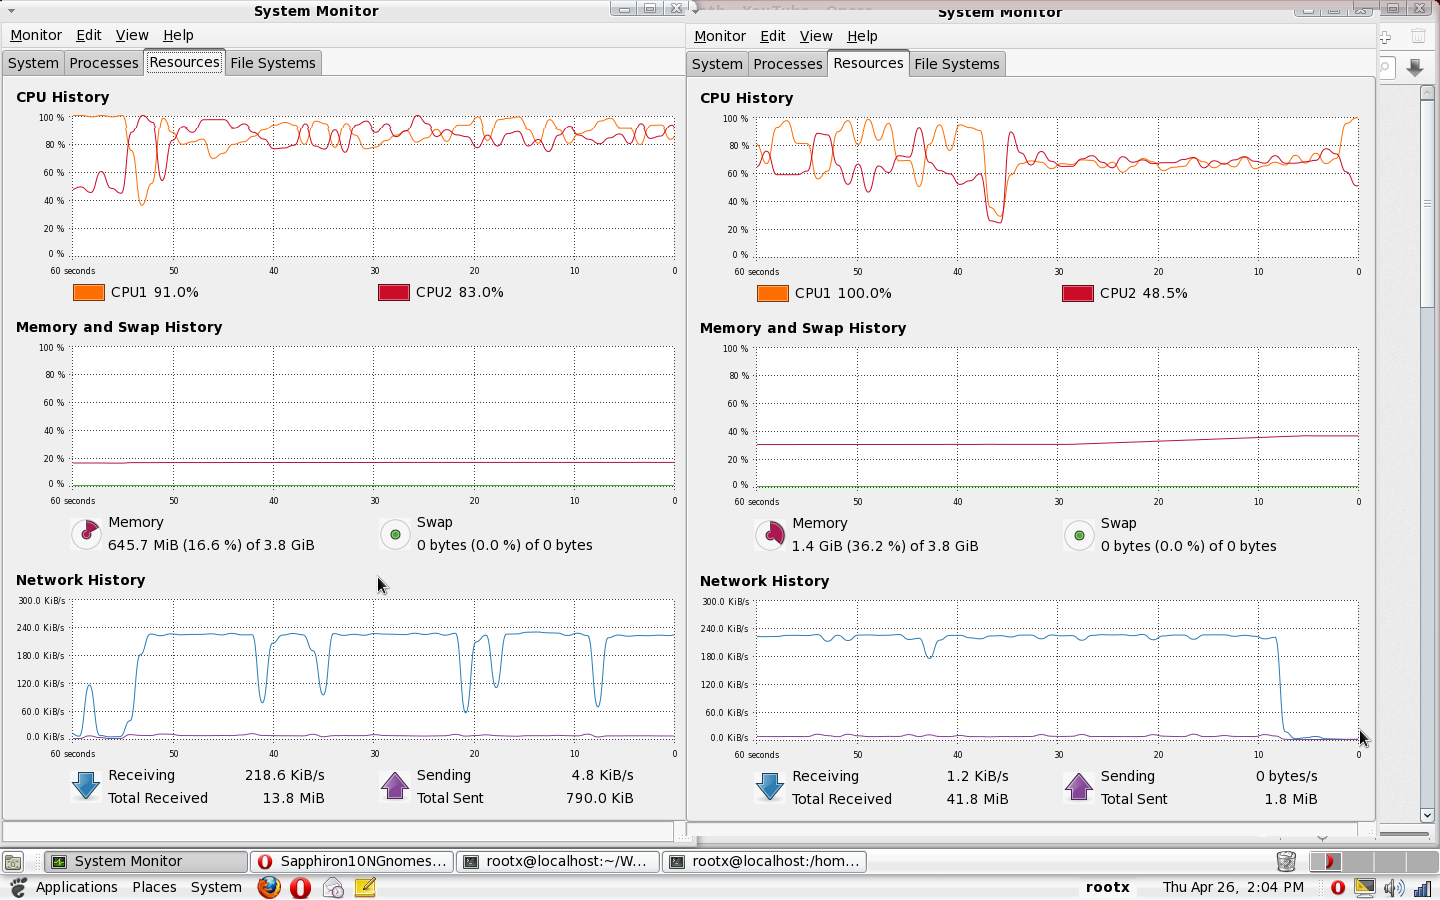 System Monitor
Monitor Edit View Help
System Processes Resources File Systems
CPU History
100 %
80 %
60 %
40 %
20 %
0 %
60 seconds 50 40 30 20 10 0
CPU1 91.0% CPU2 83.0%
Memory and Swap History
100 %
80 %
60 %
40 %
20 %
0 %
60 seconds 50 40 30 20 10 0
Memory Swap
645.7 MiB (16.6 %) of 3.8 GiB 0 bytes (0.0 %) of 0 bytes
Network History
300.0 KiB/s
240.0 KiB/s
180.0 KiB/s
120.0 KiB/s
60.0 KiB/s
0.0 KiB/s
60 seconds 50 40 30 20 10 0
Receiving 218.6 KiB/s Sending 4.8 KiB/s
Total Received 13.8 MiB Total Sent 790.0 KiB
System Monitor
Monitor Edit View Help
System Processes Resources File Systems
CPU History
100 %
80 %
60 %
40 %
20 %
0 %
60 seconds 50 40 30 20 10 0
CPU1 100.0% CPU2 48.5%
Memory and Swap History
100 %
80 %
60 %
40 %
20 %
0 %
60 seconds 50 40 30 20 10 0
Memory Swap
1.4 GiB (36.2 %) of 3.8 GiB 0 bytes (0.0 %) of 0 bytes
Network History
300.0 KiB/s
240.0 KiB/s
180.0 KiB/s
120.0 KiB/s
60.0 KiB/s
0.0 KiB/s
60 seconds 50 40 30 20 10 0
Receiving 1.2 KiB/s Sending 0 bytes/s
Total Received 41.8 MiB Total Sent 1.8 MiB
System Monitor Sapphiron10NGnomes... rootx@localhost:~/W... rootx@localhost:/hom...
Applications Places System rootx Thu Apr 26, 2:04 PM